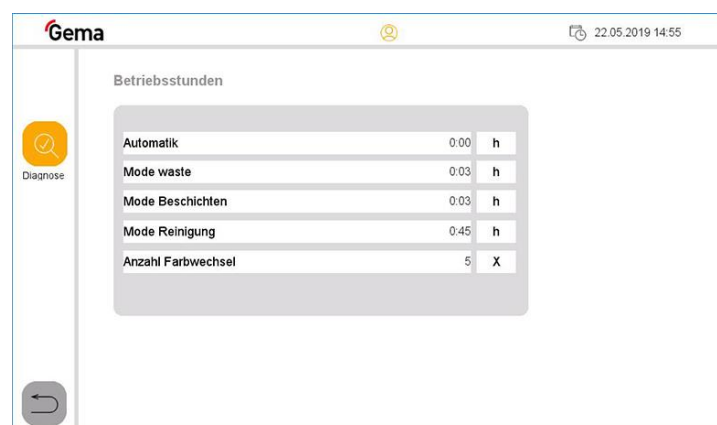 Gema
22.05.2019 14:55
Betriebsstunden
Automatik 0:00 h
Mode waste 0:03 h
Diagnose
Mode Beschichten 0:03 h
Mode Reinigung 0:45 h
Anzahl Farbwechsel 5 X